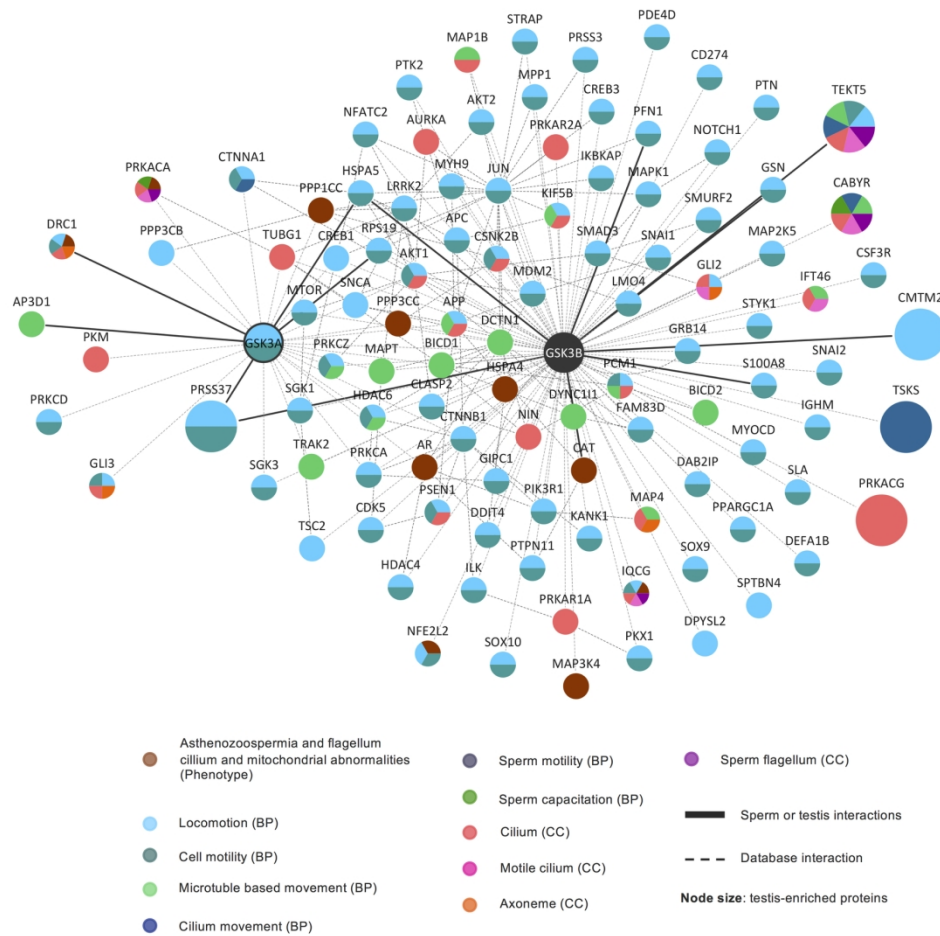 STRAP
PDE4D
MAP1B
PRSS3
CD274
PTK2
MPP1
PTN
TEKT5
AKT2
CREB3
NFATC2
AURKA
PRKAR2A
PFN1
NOTCH1
JUN
IKBKAP
PRKACA
CTNNA1
HSPA5
MYH9
MAPK1
GSN
CABYR
LRRK2
KIF5B
PPP1CC
SMURF2
DRC1
APC
SMAD3
SNAI1
MAP2K5
PPP3CB
CREB1
RPS19
CSNK2B
TUBG1
AKT1
GLI2
CSF3R
MDM2
IFT46
AP3D1
MTOR
SNCA
LMO4
CMTM2
PPP3CC
APP
STYK1
GSK3A
DCTN1
GSK3B
GRB14
PKM
PRKCZ
MAPT
BICD1
PCM1
S100A8
SNAI2
HSPA4
PRSS37
SGK1
CLASP2
TSKS
PRKCD
HDAC6
DYNC1I1
BICD2
IGHM
CTNNB1
NIN
FAM83D
MYOCD
TRAK2
AR
CAT
GLI3
SGK3
PRKCA
GIPC1
DAB2IP
SLA
PRKACG
PSEN1
PIK3R1
MAP4
PPARGC1A
TSC2
CDK5
DDIT4
KANK1
DEFA1B
HDAC4
ILK
PTPN11
SOX9
IQCG
SPTBN4
PRKAR1A
NFE2L2
SOX10
PKX1
DPYSL2
MAP3K4
Asthenozoospermia and flagellum
cillium and mitochondrial abnormalities
(Phenotype)
Locomotion (BP)
Cell motility (BP)
Microtuble based movement (BP)
Cilium movement (BP)
Sperm motility (BP)
Sperm capacitation (BP)
Cilium (CC)
Motile cilium (CC)
Axoneme (CC)
Sperm flagellum (CC)
Sperm or testis interactions
Database interaction
Node size: testis-enriched proteins